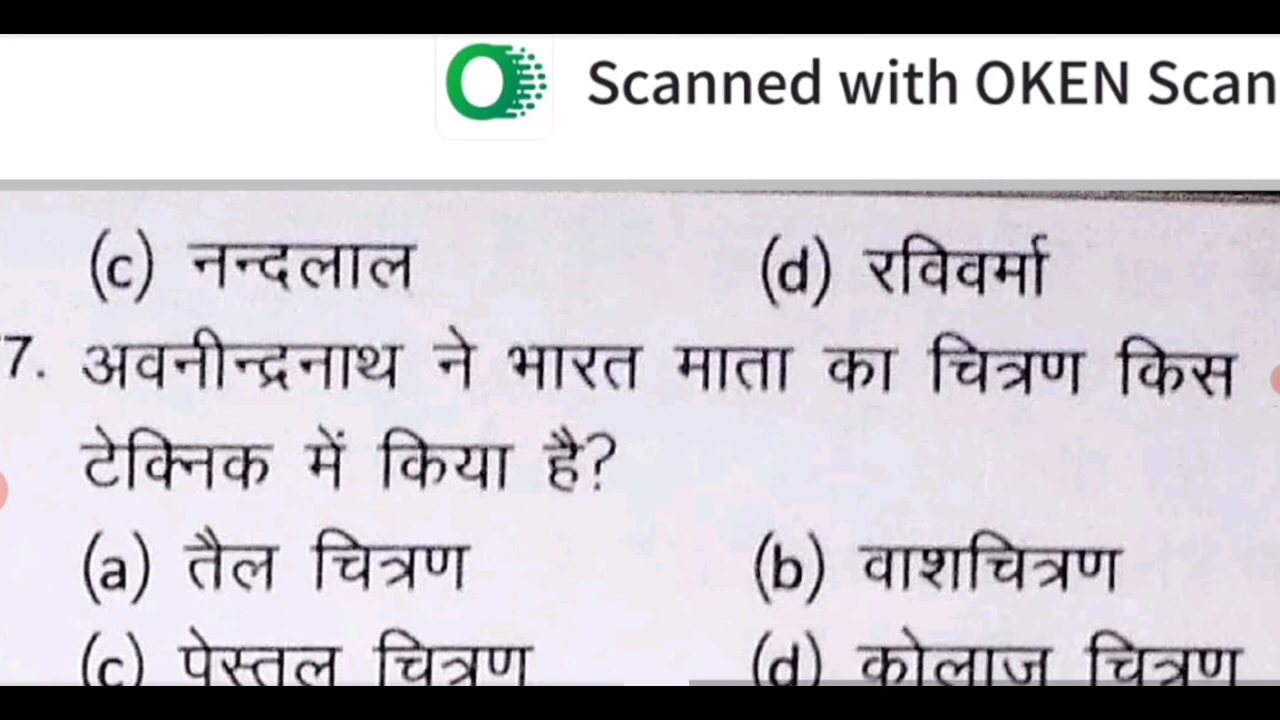 Scanned with OKEN Scan
(c) नन्दलाल (d) रविवर्मा
7. अवनीन्द्रनाथ ने भारत माता का चित्रण किस
टेक्निक में किया है?
(a) तैल चित्रण (b) वाशचित्रण
(c) पेस्तल चित्रण (d) कोलाज चित्रण